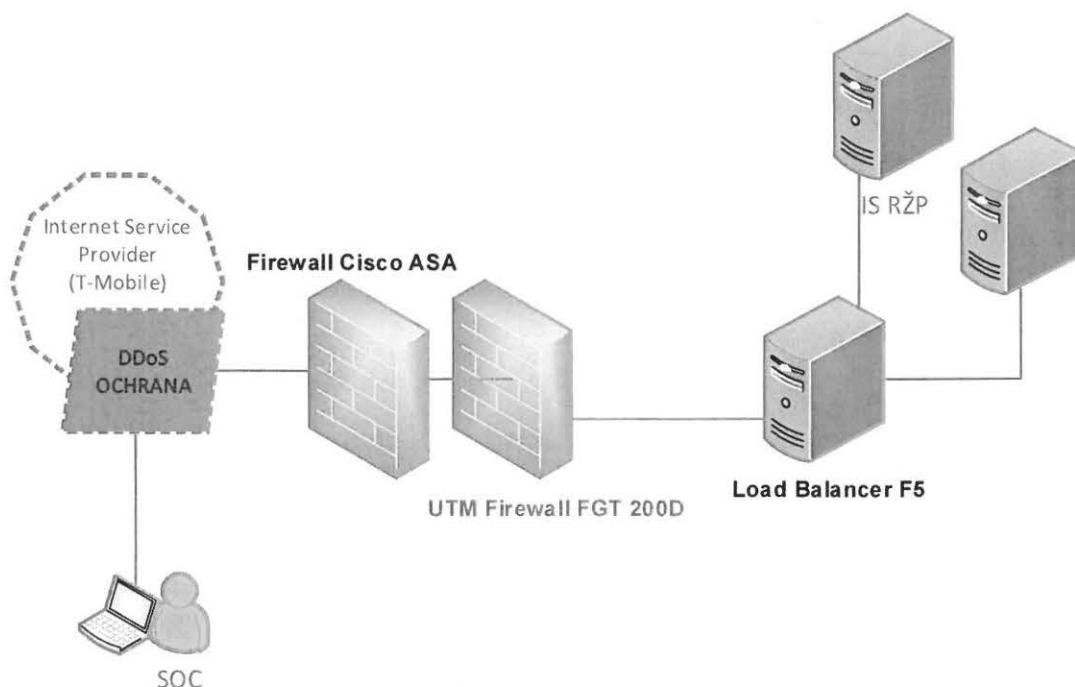 Internet Service
Provider
(T-Mobile)
DDoS
OCHRANA
Firewall Cisco ASA
UTM Firewall FGT 200D
Load Balancer F5
IS RŽP
SOC